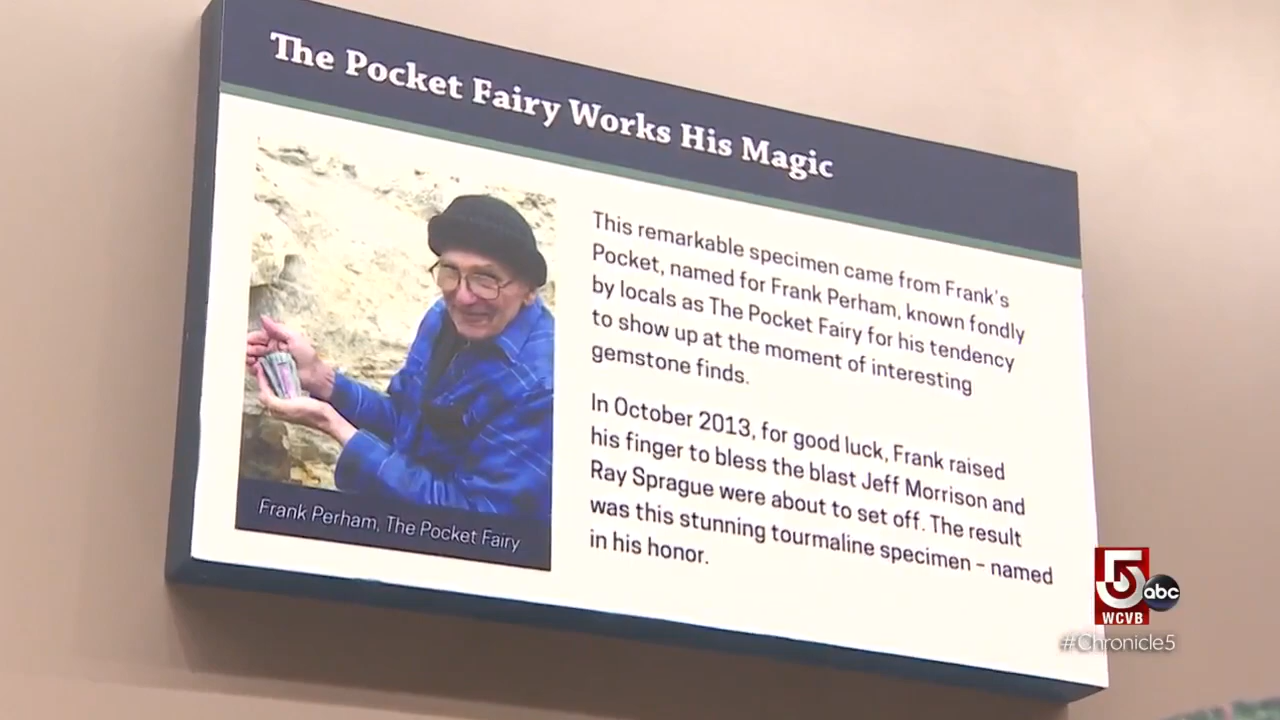 The Pocket Fairy Works His Magic
This remarkable specimen came from Frank's
Pocket, named for Frank Perham, known fondly
by locals as The Pocket Fairy for his tendency
to show up at the moment of interesting
gemstone finds.
In October 2013, for good luck, Frank raised
his finger to bless the blast Jeff Morrison and
Ray Sprague were about to set off. The result
was this stunning tourmaline specimen – named
in his honor.
Frank Perham, The Pocket Fairy
5 abc
WCVB
#Chronicle5